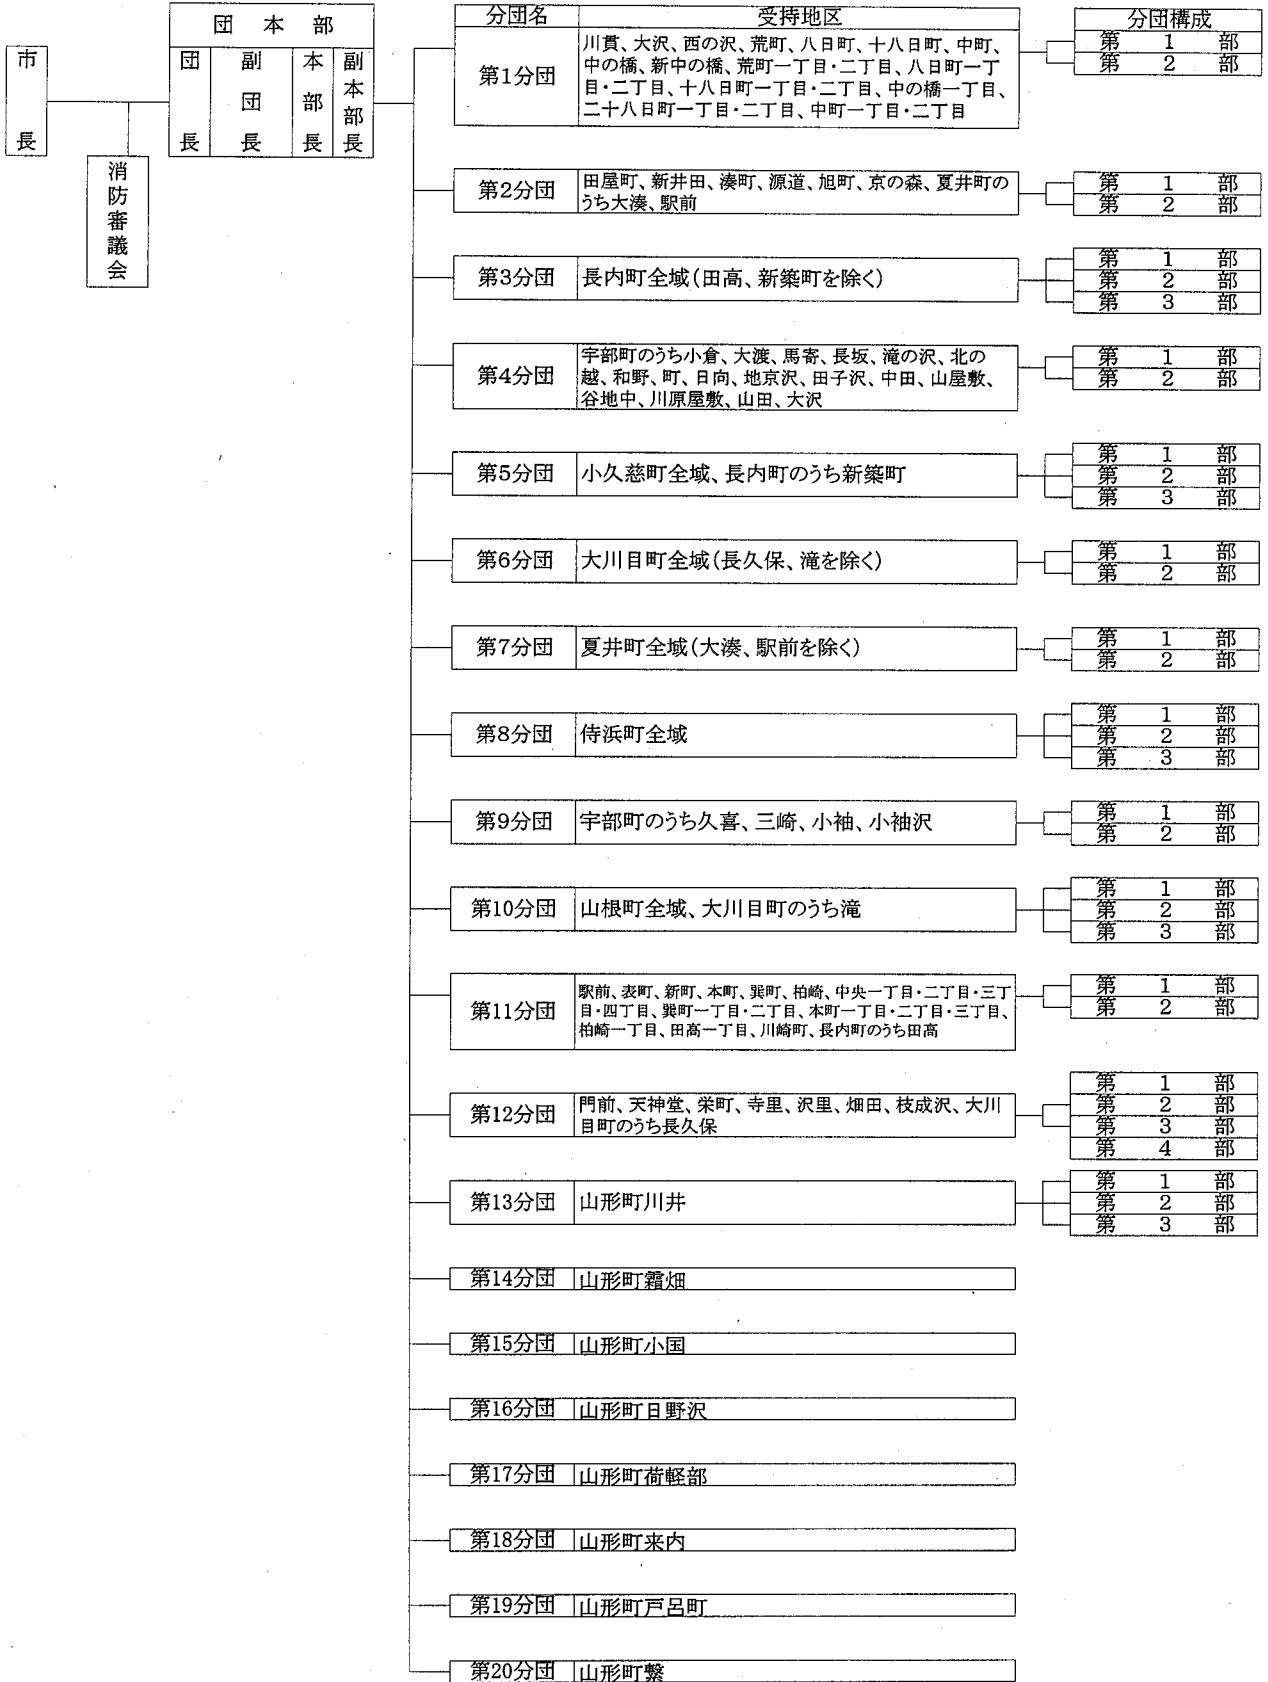 市長
消防審議会
団本部
団長
副団長
本部長
副本部長
分団名 受持地区 分団構成
第1分団
川貫、大沢、西の沢、荒町、八日町、十八日町、中町、
中の橋、新中の橋、荒町一丁目・二丁目、八日町一丁
目・二丁目、十八日町一丁目・二丁目、中の橋一丁目、
二十八日町一丁目・二丁目、中町一丁目・二丁目
第 1 部
第 2 部
第2分団
田屋町、新井田、湊町、源道、旭町、京の森、夏井町の
うち大湊、駅前
第 1 部
第 2 部
第3分団
長内町全域(田高、新築町を除く)
第 1 部
第 2 部
第 3 部
第4分団
宇部町のうち小倉、大渡、馬寄、長坂、滝の沢、北の
越、和野、町、日向、地京沢、田子沢、中田、山屋敷、
谷地中、川原屋敷、山田、大沢
第 1 部
第 2 部
第5分団
小久慈町全域、長内町のうち新築町
第 1 部
第 2 部
第 3 部
第6分団
大川目町全域(長久保、滝を除く)
第 1 部
第 2 部
第7分団
夏井町全域(大湊、駅前を除く)
第 1 部
第 2 部
第8分団
侍浜町全域
第 1 部
第 2 部
第 3 部
第9分団
宇部町のうち久喜、三崎、小袖、小袖沢
第 1 部
第 2 部
第10分団
山根町全域、大川目町のうち滝
第 1 部
第 2 部
第 3 部
第11分団
駅前、表町、新町、本町、巽町、柏崎、中央一丁目・二丁目・三丁
目・四丁目、巽町一丁目・二丁目、本町一丁目・二丁目・三丁目、
柏崎一丁目、田高一丁目、川崎町、長内町のうち田高
第 1 部
第 2 部
第12分団
門前、天神堂、栄町、寺里、沢里、畑田、枝成沢、大川
目町のうち長久保
第 1 部
第 2 部
第 3 部
第 4 部
第13分団
山形町川井
第 1 部
第 2 部
第 3 部
第14分団 山形町霜畑
第15分団 山形町小国
第16分団 山形町日野沢
第17分団 山形町荷軽部
第18分団 山形町来内
第19分団 山形町戸呂町
第20分団 山形町繋